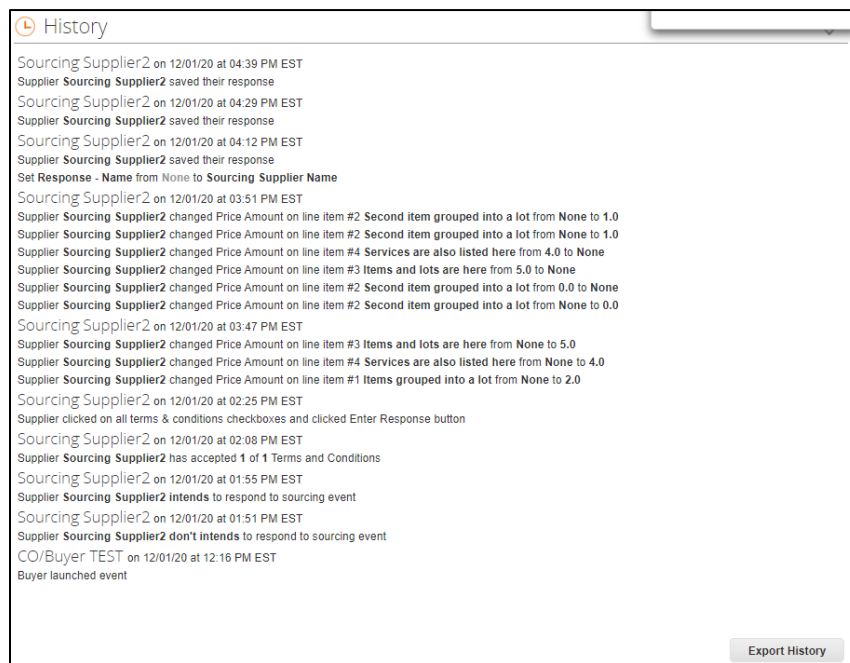 History
Sourcing Supplier2 on 12/01/20 at 04:39 PM EST
Supplier Sourcing Supplier2 saved their response
Sourcing Supplier2 on 12/01/20 at 04:29 PM EST
Supplier Sourcing Supplier2 saved their response
Sourcing Supplier2 on 12/01/20 at 04:12 PM EST
Supplier Sourcing Supplier2 saved their response
Set Response - Name from None to Sourcing Supplier Name
Sourcing Supplier2 on 12/01/20 at 03:51 PM EST
Supplier Sourcing Supplier2 changed Price Amount on line item #2 Second item grouped into a lot from None to 1.0
Supplier Sourcing Supplier2 changed Price Amount on line item #2 Second item grouped into a lot from None to 1.0
Supplier Sourcing Supplier2 changed Price Amount on line item #4 Services are also listed here from 4.0 to None
Supplier Sourcing Supplier2 changed Price Amount on line item #3 Items and lots are here from 5.0 to None
Supplier Sourcing Supplier2 changed Price Amount on line item #2 Second item grouped into a lot from 0.0 to None
Supplier Sourcing Supplier2 changed Price Amount on line item #2 Second item grouped into a lot from None to 0.0
Sourcing Supplier2 on 12/01/20 at 03:47 PM EST
Supplier Sourcing Supplier2 changed Price Amount on line item #3 Items and lots are here from None to 5.0
Supplier Sourcing Supplier2 changed Price Amount on line item #4 Services are also listed here from None to 4.0
Supplier Sourcing Supplier2 changed Price Amount on line item #1 Items grouped into a lot from None to 2.0
Sourcing Supplier2 on 12/01/20 at 02:25 PM EST
Supplier clicked on all terms & conditions checkboxes and clicked Enter Response button
Sourcing Supplier2 on 12/01/20 at 02:08 PM EST
Supplier Sourcing Supplier2 has accepted 1 of 1 Terms and Conditions
Sourcing Supplier2 on 12/01/20 at 01:55 PM EST
Supplier Sourcing Supplier2 intends to respond to sourcing event
Sourcing Supplier2 on 12/01/20 at 01:51 PM EST
Supplier Sourcing Supplier2 don't intends to respond to sourcing event
CO/Buyer TEST on 12/01/20 at 12:16 PM EST
Buyer launched event
Export History